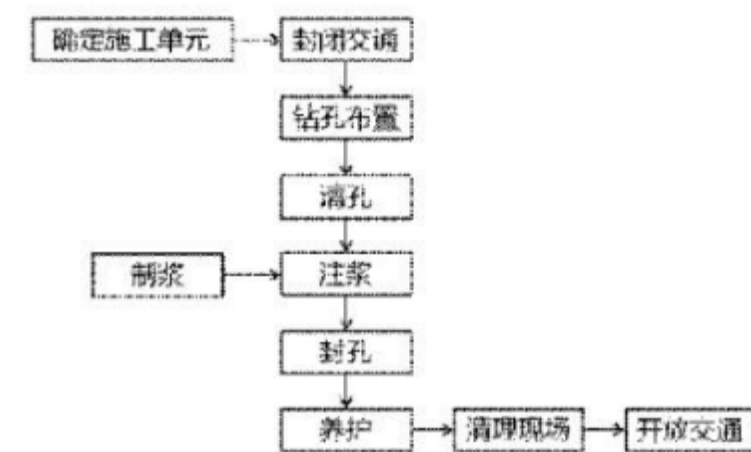 确定施工单元
封闭交通
钻孔布置
清孔
制浆
注浆
封孔
养护
清理现场
开放交通